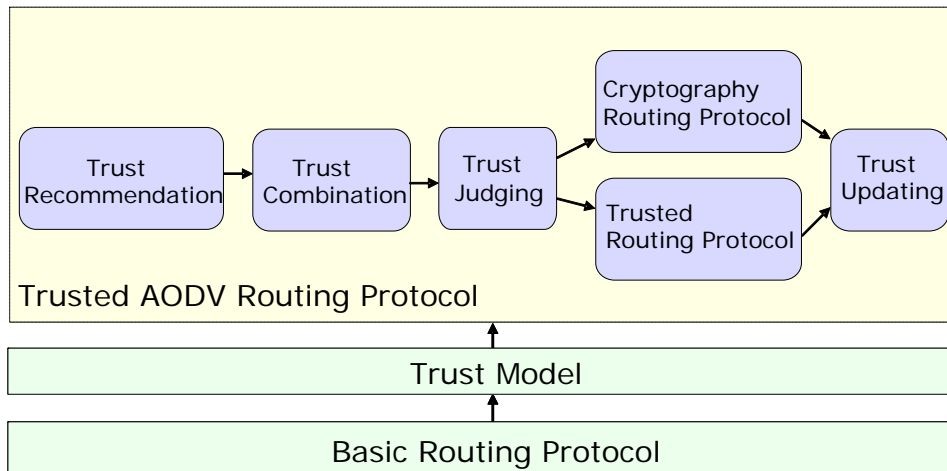 Cryptography
Routing Protocol
Trust
Recommendation
Trust
Combination
Trust
Judging
Trust
Updating
Trusted
Routing Protocol
Trusted AODV Routing Protocol
Trust Model
Basic Routing Protocol